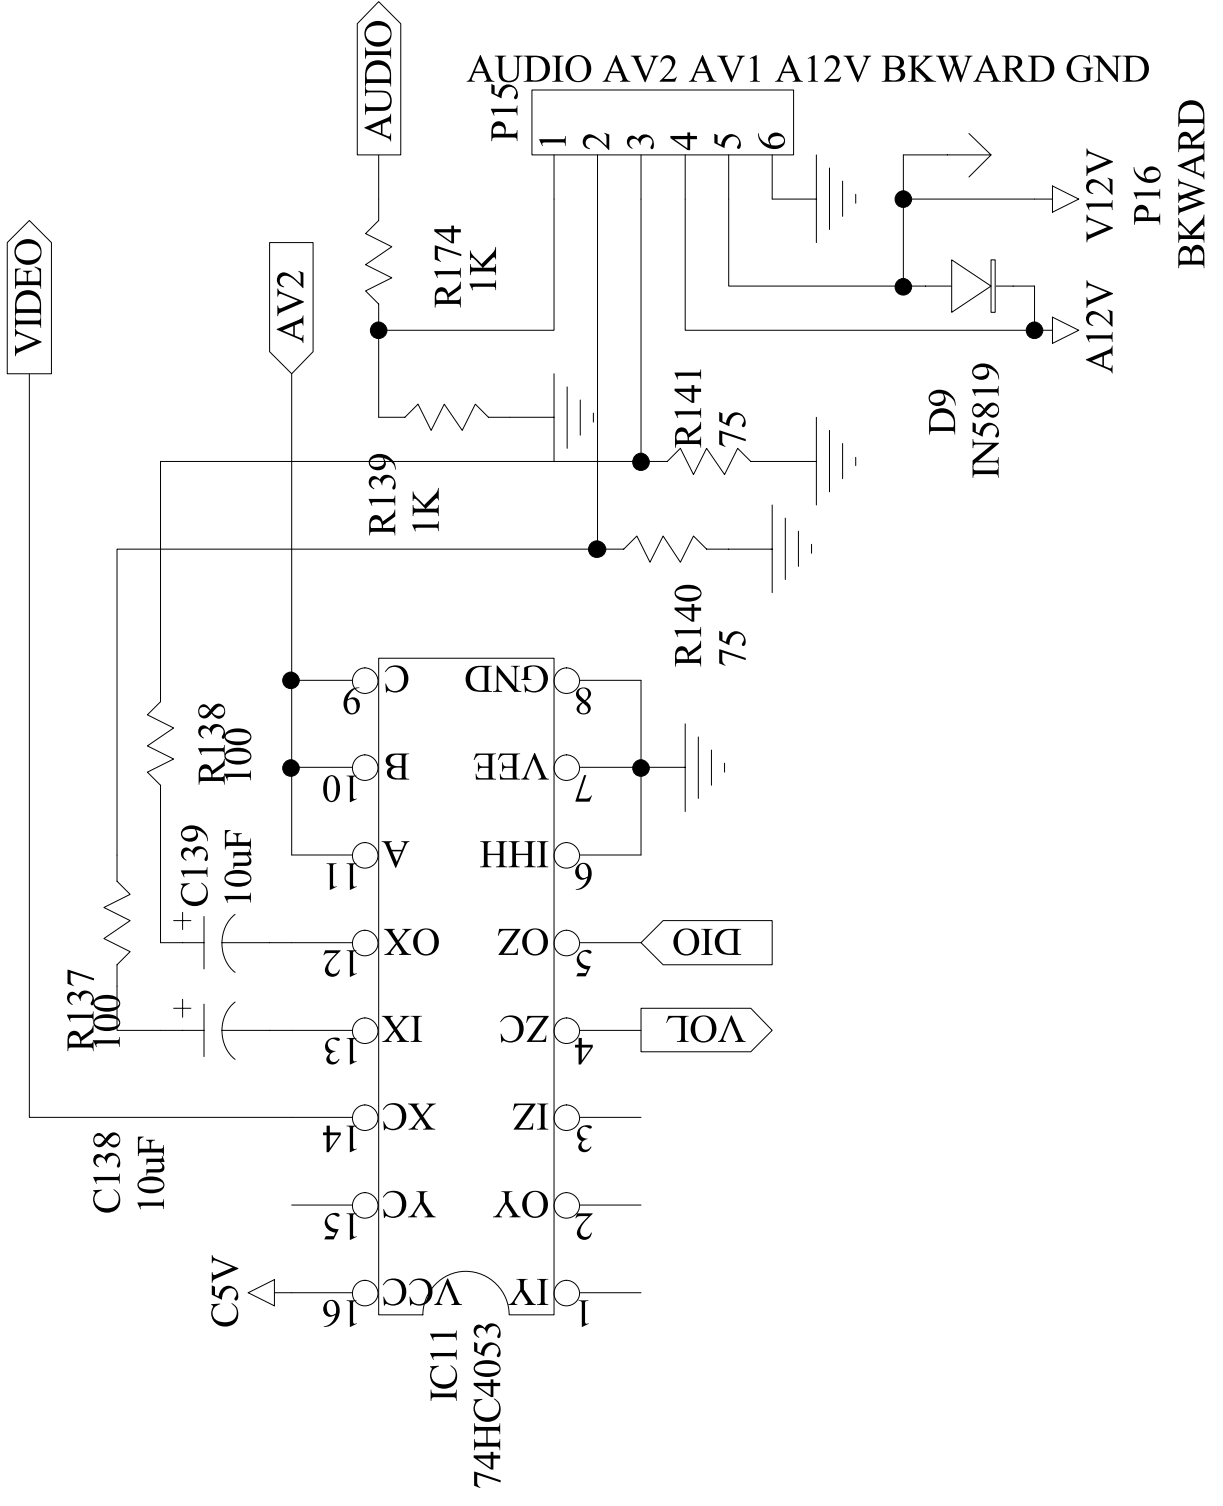 AUDIO
AUDIO AV2 AV1 A12V BKWARD GND
P15
1 2 3 4 5 6
VIDEO
AV2
R174
1K
V12V
P16
BKWARD
A12V
D9
IN5819
R141
75
R139
1K
R140
75
R138
100
C139
10uF
R137
100
C138
10uF
9 C
GND 8
10 B
VEE 7
11 A
IHH 6
12 OX
OZ 5
DIO
13 IX
ZC 4
VOL
14 XC
IZ 3
15 YC
OY 2
C5V
16 VCC
IY 1
IC11
74HC4053